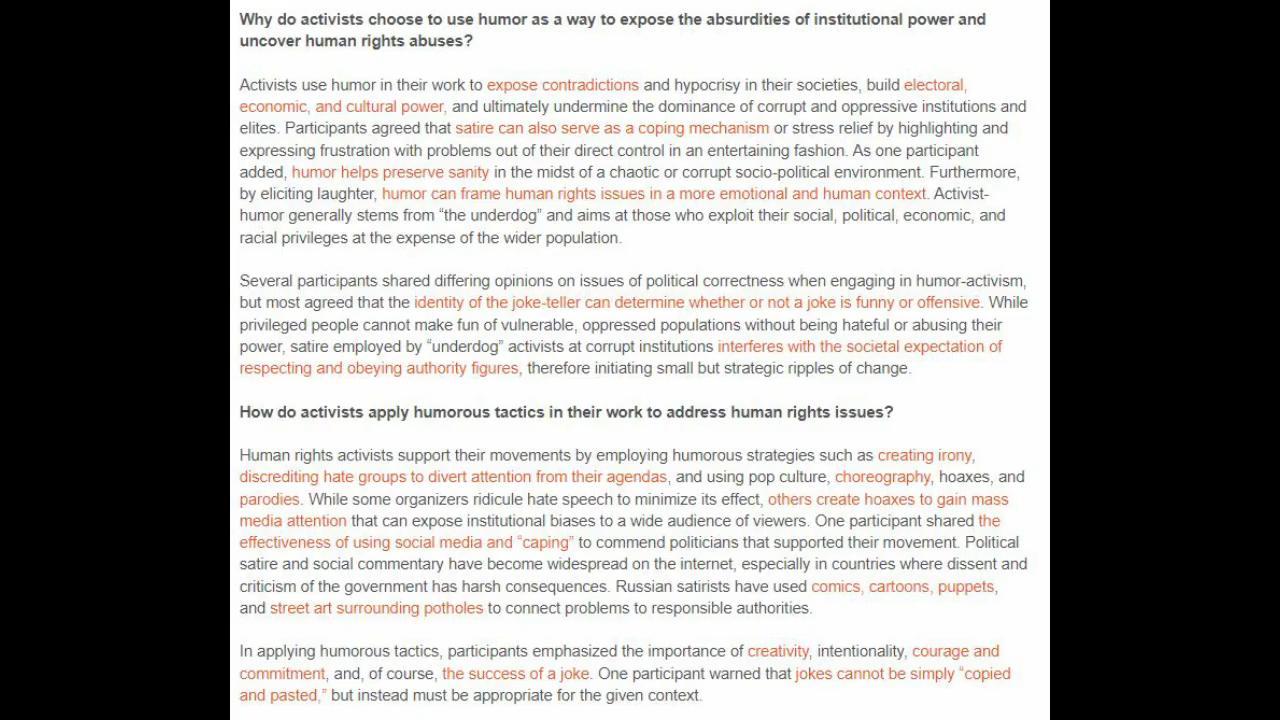 Why do activists choose to use humor as a way to expose the absurdities of institutional power and
uncover human rights abuses?
Activists use humor in their work to expose contradictions and hypocrisy in their societies, build electoral,
economic, and cultural power, and ultimately undermine the dominance of corrupt and oppressive institutions and
elites. Participants agreed that satire can also serve as a coping mechanism or stress relief by highlighting and
expressing frustration with problems out of their direct control in an entertaining fashion. As one participant
added, humor helps preserve sanity in the midst of a chaotic or corrupt socio-political environment. Furthermore,
by eliciting laughter, humor can frame human rights issues in a more emotional and human context. Activist-
humor generally stems from “the underdog” and aims at those who exploit their social, political, economic, and
racial privileges at the expense of the wider population.
Several participants shared differing opinions on issues of political correctness when engaging in humor-activism,
but most agreed that the identity of the joke-teller can determine whether or not a joke is funny or offensive. While
privileged people cannot make fun of vulnerable, oppressed populations without being hateful or abusing their
power, satire employed by “underdog” activists at corrupt institutions interferes with the societal expectation of
respecting and obeying authority figures, therefore initiating small but strategic ripples of change.
How do activists apply humorous tactics in their work to address human rights issues?
Human rights activists support their movements by employing humorous strategies such as creating irony,
discrediting hate groups to divert attention from their agendas, and using pop culture, choreography, hoaxes, and
parodies. While some organizers ridicule hate speech to minimize its effect, others create hoaxes to gain mass
media attention that can expose institutional biases to a wide audience of viewers. One participant shared the
effectiveness of using social media and “caping” to commend politicians that supported their movement. Political
satire and social commentary have become widespread on the internet, especially in countries where dissent and
criticism of the government has harsh consequences. Russian satirists have used comics, cartoons, puppets,
and street art surrounding potholes to connect problems to responsible authorities.
In applying humorous tactics, participants emphasized the importance of creativity, intentionality, courage and
commitment, and, of course, the success of a joke. One participant warned that jokes cannot be simply “copied
and pasted,” but instead must be appropriate for the given context.